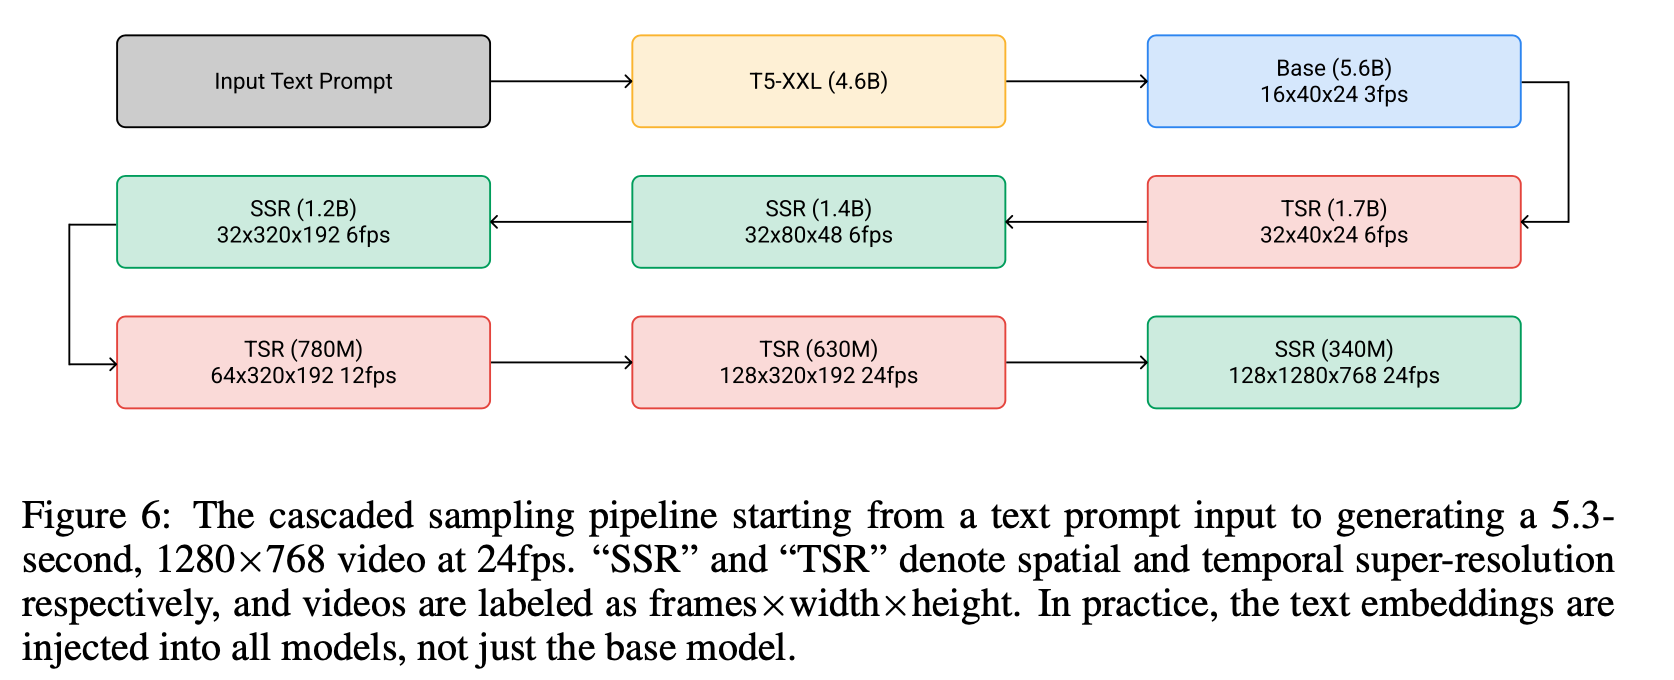 Input Text Prompt
T5-XXL (4.6B)
Base (5.6B)
16x40x24 3fps
TSR (1.7B)
32x40x24 6fps
SSR (1.4B)
32x80x48 6fps
SSR (1.2B)
32x320x192 6fps
TSR (780M)
64x320x192 12fps
TSR (630M)
128x320x192 24fps
SSR (340M)
128x1280x768 24fps
Figure 6: The cascaded sampling pipeline starting from a text prompt input to generating a 5.3-
second, 1280×768 video at 24fps. “SSR” and “TSR” denote spatial and temporal super-resolution
respectively, and videos are labeled as frames×width×height. In practice, the text embeddings are
injected into all models, not just the base model.